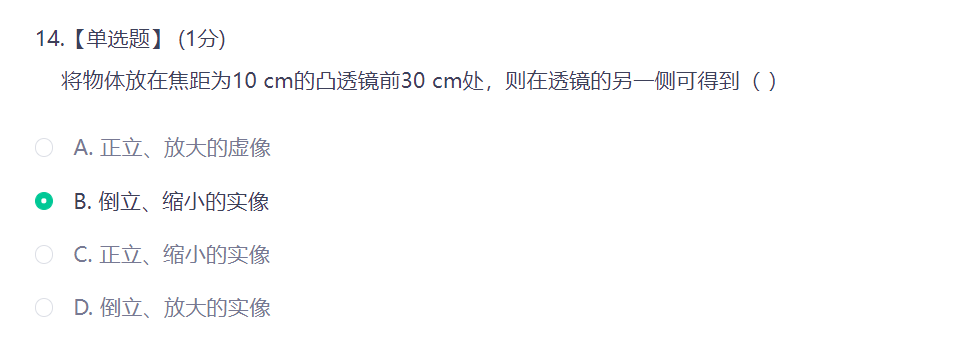 14.【单选题】 (1分)
将物体放在焦距为10 cm的凸透镜前30 cm处，则在透镜的另一侧可得到（ ）
A. 正立、放大的虚像
B. 倒立、缩小的实像
C. 正立、缩小的实像
D. 倒立、放大的实像